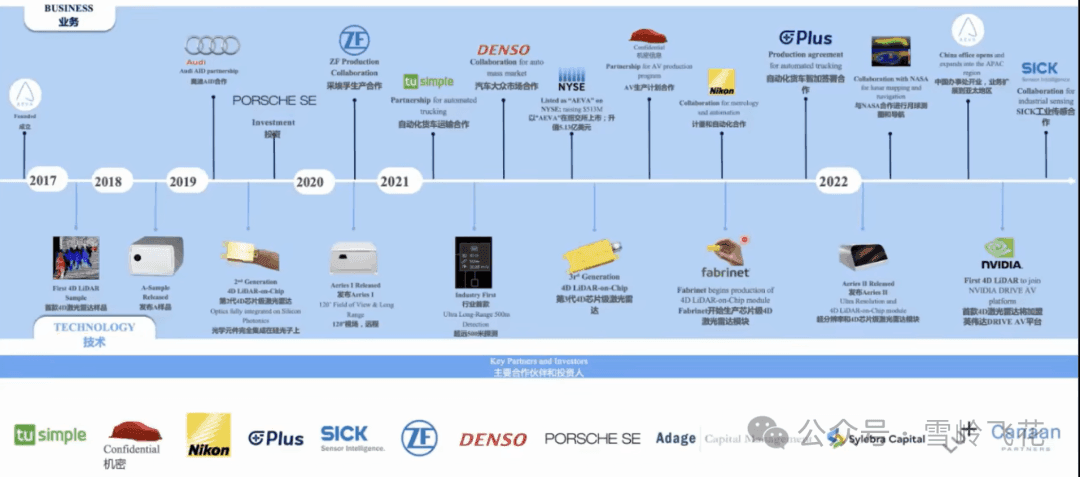 BUSINESS
业务
Founded
成立
Audi
Audi AID partnership
奥迪AID合作
PORSCHE SE
Investment
投资
ZF
ZF Production
Collaboration
采埃孚生产合作
tu simple
Partnership for automated
trucking
自动化货车运输合作
DENSO
Collaboration for auto
mass market
汽车大众市场合作
NYSE
Listed as "AEVA" on
NYSE; raising $513M
以"AEVA"在纽交所上市；升
值5.13亿美元
Confidential
机密信息
Partnership for AV production
program
AV生产计划合作
Nikon
Collaboration for metrology
and automation
计量和自动化合作
Plus
Production agreement
for automated trucking
自动化货车智加签署合
作
Collaboration with NASA
for lunar mapping and
navigation
与NASA合作进行月球测
图和导航
China office opens and
expands into the APAC
region
中国办事处开业，业务扩
展到亚太地区
SICK
Sensor Intelligence.
Collaboration for
industrial sensing
SICK工业传感合
作
2017
2018
2019
2020
2021
2022
First 4D LiDAR
Sample
首款4D激光雷达样品
A-Sample
Released
发布A样品
2nd Generation
4D LiDAR-on-Chip
第2代4D芯片级激光雷达
Optics fully integrated on Silicon
Photonics
光学元件完全集成在硅光子上
Aeries I Released
发布Aeries I
120° Field of View & Long
Range
120°视场，远程
Industry First
行业首款
Ultra Long-Range 500m
Detection
超远500米探测
3rd Generation
4D LiDAR-on-Chip
第3代4D芯片级激光雷
达
fabrinet
Fabrinet begins production of
4D LiDAR-on-Chip module
Fabrinet开始生产芯片级4D
激光雷达模块
Aeries II Released
发布Aeries II
Ultra Resolution and
4D LiDAR-on-Chip module
超分辨率和4D芯片级激光雷达模块
NVIDIA
First 4D LiDAR to join
NVIDIA DRIVE AV
platform
首款4D激光雷达将加盟
英伟达DRIVE AV平台
TECHNOLOGY
技术
Key Partners and Investors
主要合作伙伴和投资人
tu simple
Confidential
机密
Nikon
Plus
SICK
Sensor Intelligence.
ZF
DENSO
PORSCHE SE
Adage Capital Management
Sylebra Capital
Canaan
PARTNERS
公众号·雪岭飞花